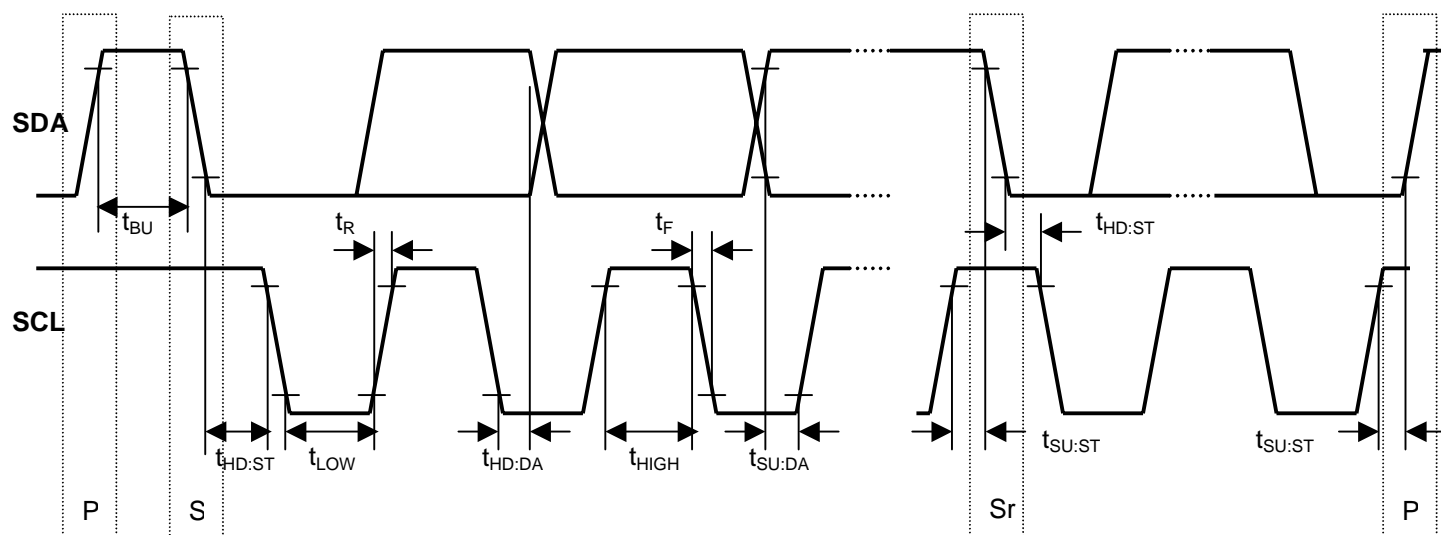 SDA
tBU
tR
tF
tHD:ST
SCL
tHD:ST
tLOW
tHD:DA
tHIGH
tSU:DA
tSU:ST
tSU:ST
P
S
Sr
P